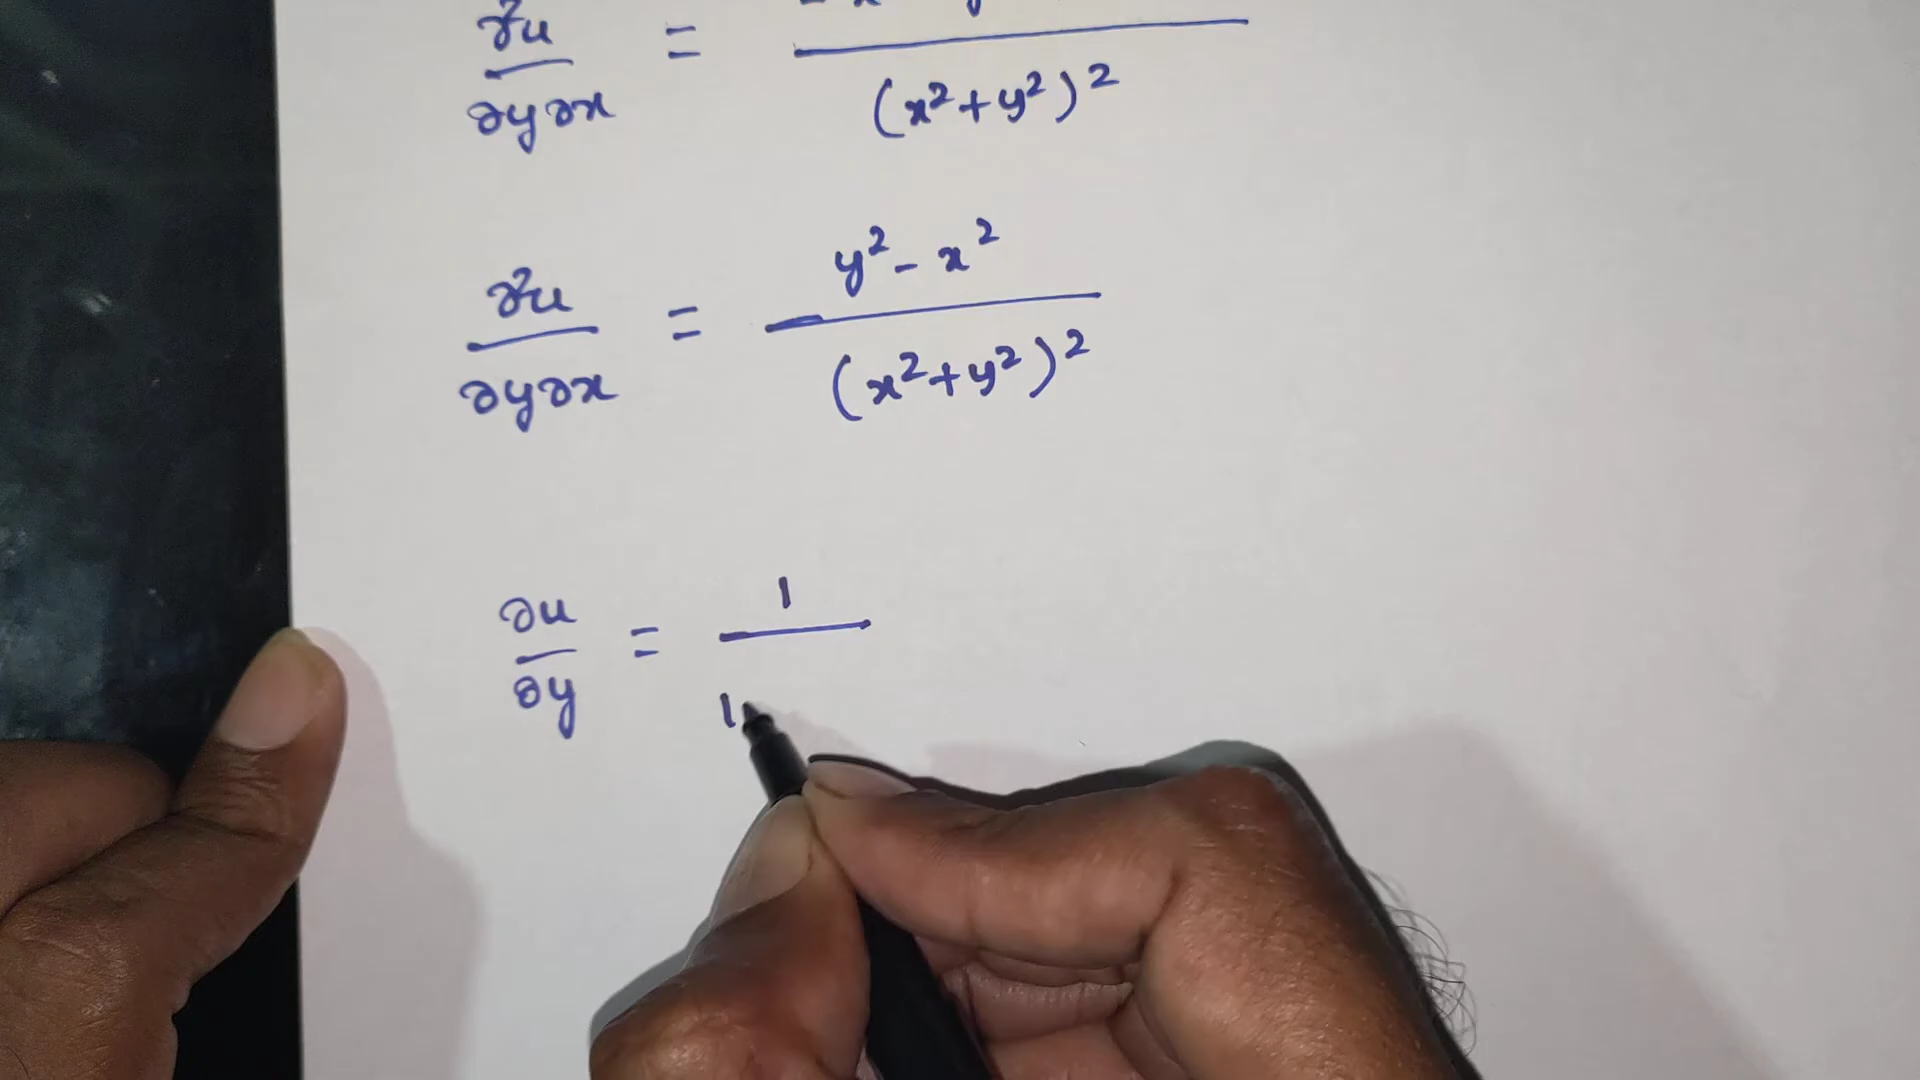 ∂²u/∂y∂x = /(x²+y²)²
∂²u/∂y∂x = y²-x²/(x²+y²)²
∂u/∂y = 1/1